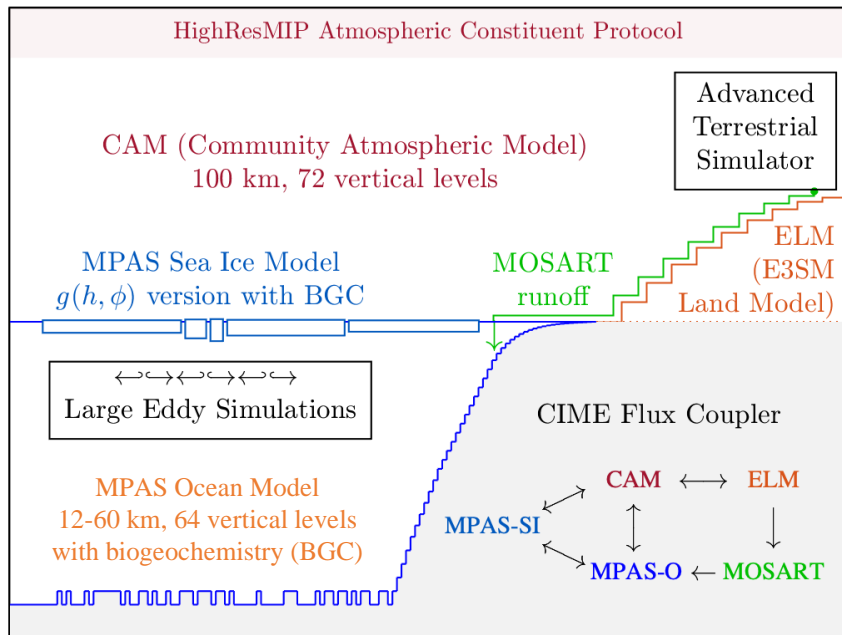 HighResMIP Atmospheric Constituent Protocol
Advanced
Terrestrial
Simulator
CAM (Community Atmospheric Model)
100 km, 72 vertical levels
MPAS Sea Ice Model
g(h, ϕ) version with BGC
MOSART
runoff
ELM
(E3SM
Land Model)
Large Eddy Simulations
CIME Flux Coupler
MPAS Ocean Model
12-60 km, 64 vertical levels
with biogeochemistry (BGC)
CAM
ELM
MPAS-SI
MPAS-O
MOSART